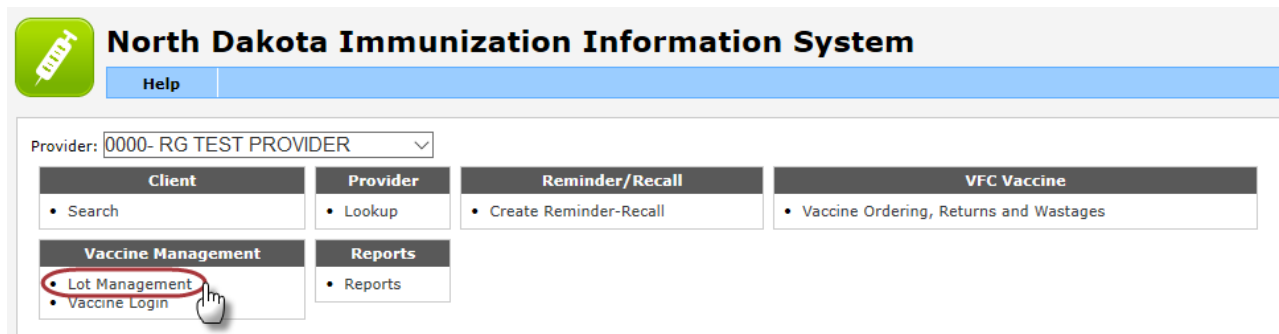 North Dakota Immunization Information System
Help
Provider: 0000- RG TEST PROVIDER
Client Provider Reminder/Recall VFC Vaccine
• Search • Lookup • Create Reminder-Recall • Vaccine Ordering, Returns and Wastages
Vaccine Management Reports
• Lot Management • Reports
• Vaccine Login